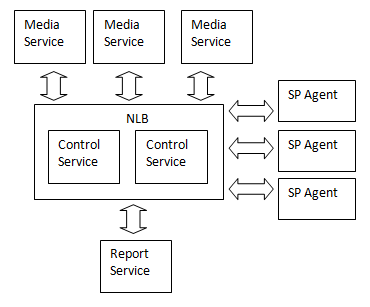 Media
Service
Media
Service
Media
Service
NLB
Control
Service
Control
Service
SP Agent
SP Agent
SP Agent
Report
Service